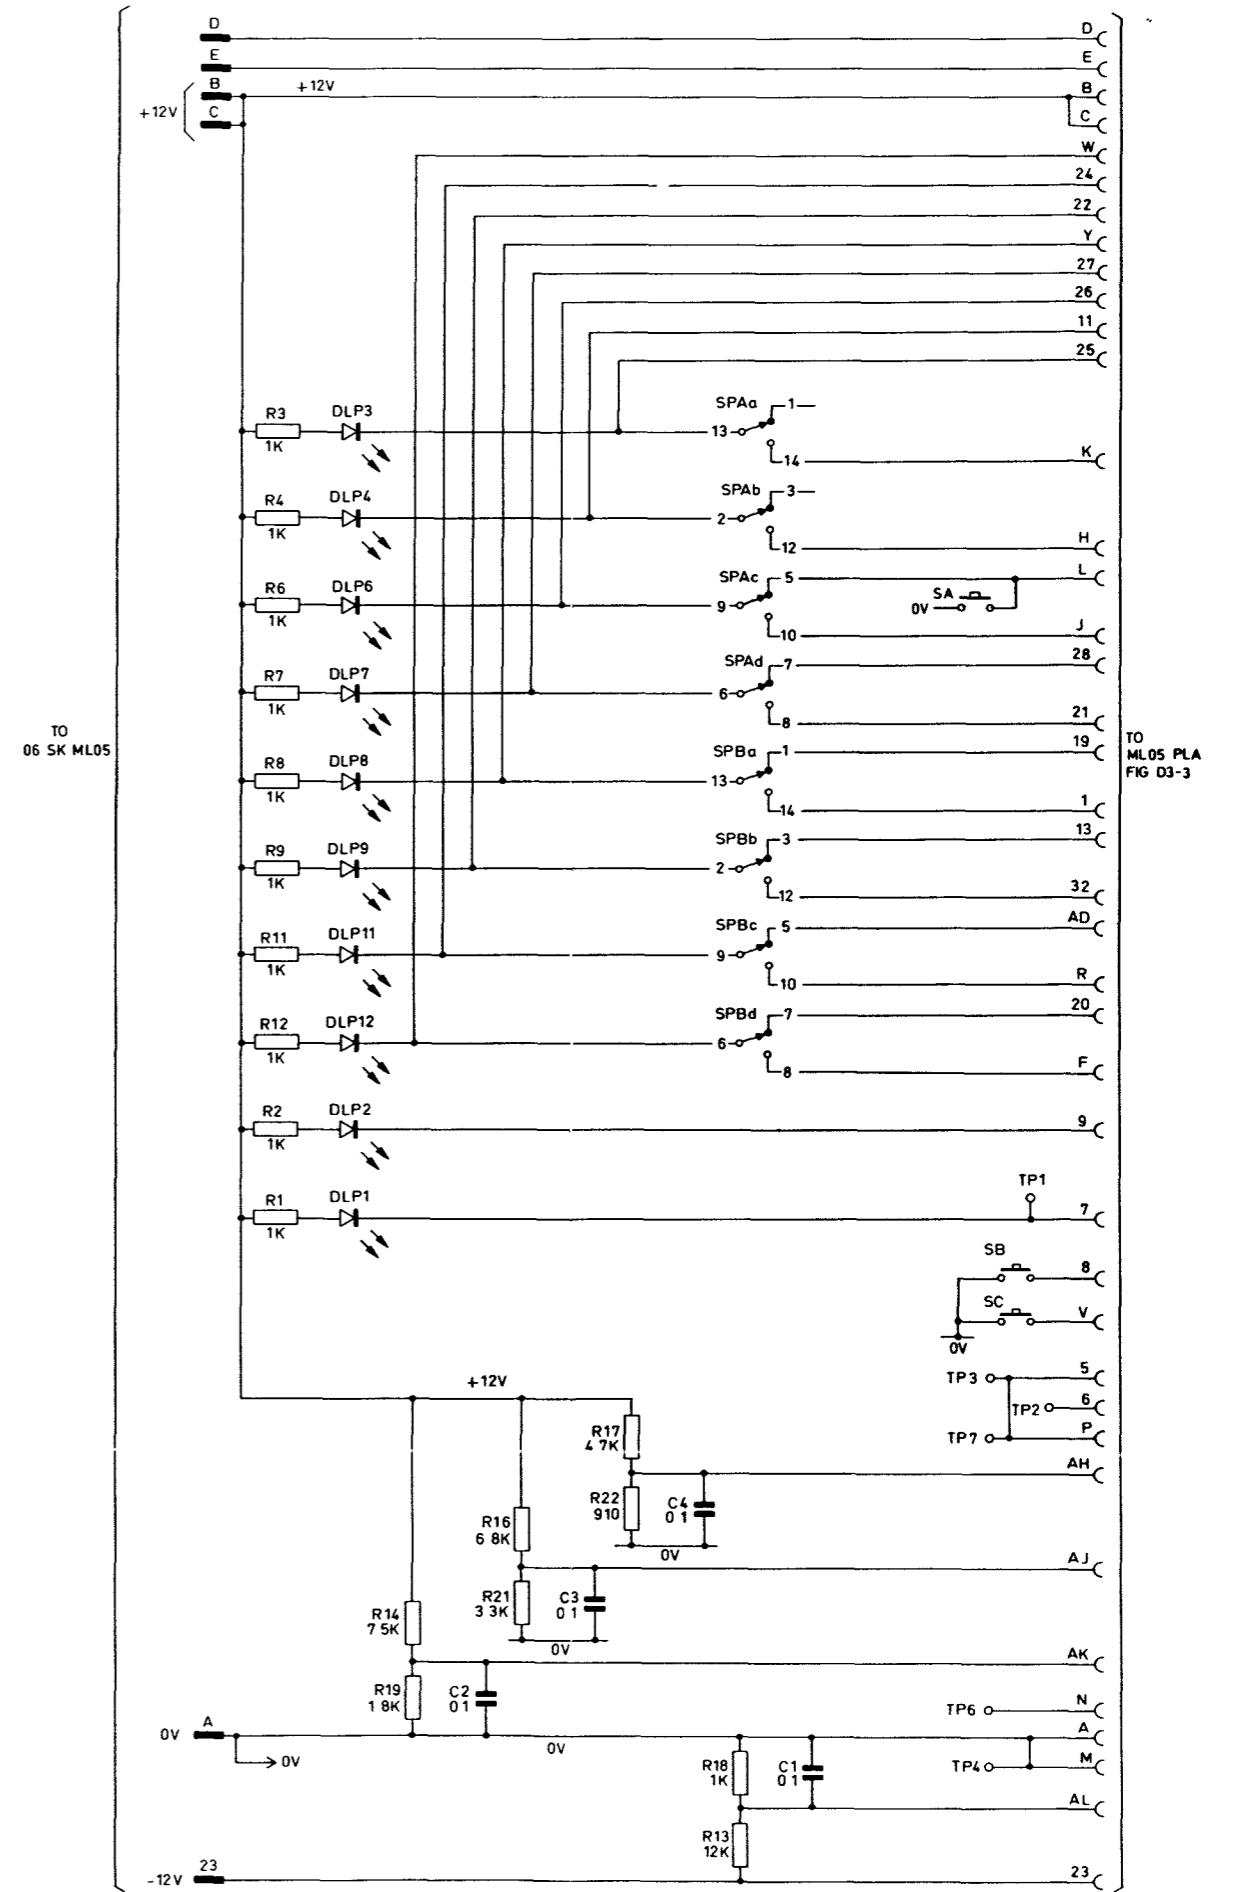 D D
E E
B +12V B
+12V C C
W
24
22
Y
27
26
11
25
R3 DLP3 SPAa 1
1K 13
14 K
R4 DLP4 SPAb 3
1K 2
12 H
R6 DLP6 SPAc 5 L
1K 9 0V SA
10 J
R7 DLP7 SPAd 7 28
1K 6
8 21
TO
06 SK ML05
TO
ML05 PLA
FIG D3-3
R8 DLP8 SPBa 1 19
1K 13
14 1
R9 DLP9 SPBb 3 13
1K 2
12 32
R11 DLP11 SPBc 5 AD
1K 9
10 R
R12 DLP12 SPBd 7 20
1K 6
8 F
R2 DLP2 9
1K
TP1
R1 DLP1 7
1K
SB 8
SC V
0V
+12V TP3 5
TP2 6
TP7 P
R17
4 7K
AH
R22 C4
910 0 1
0V
R16
6 8K
AJ
R21 C3
3 3K 0 1
0V
R14
7 5K
AK
R19 C2
1 8K 0 1
TP6 N
0V A 0V A
0V
TP4 M
R18 C1
1K 0 1
AL
R13
12K
-12V 23 23